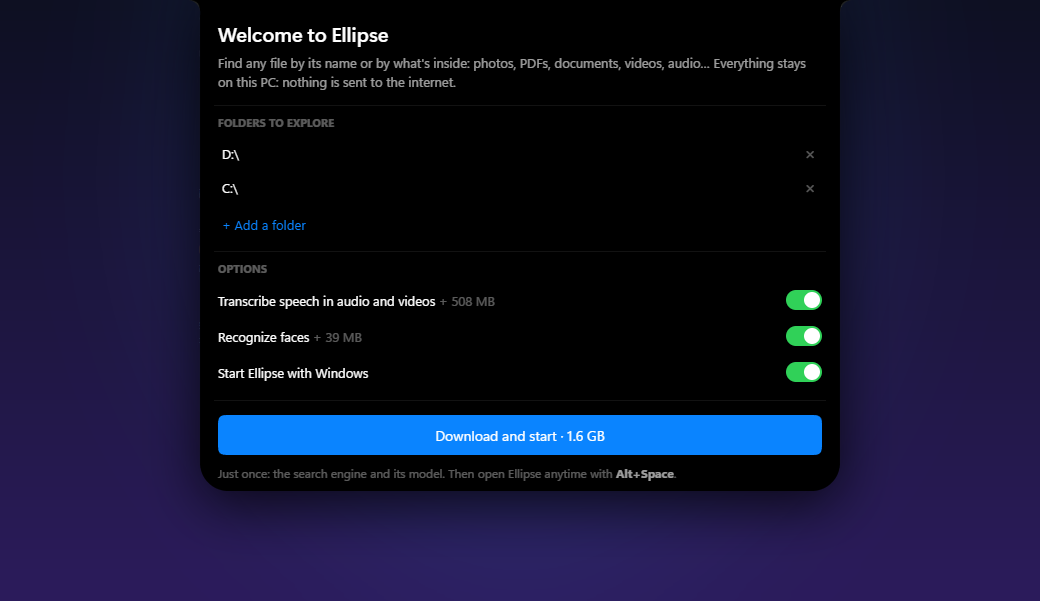 Welcome to Ellipse
Find any file by its name or by what's inside: photos, PDFs, documents, videos, audio... Everything stays
on this PC: nothing is sent to the internet.
FOLDERS TO EXPLORE
D:\ ×
C:\ ×
+ Add a folder
OPTIONS
Transcribe speech in audio and videos + 508 MB
Recognize faces + 39 MB
Start Ellipse with Windows
Download and start · 1.6 GB
Just once: the search engine and its model. Then open Ellipse anytime with Alt+Space.